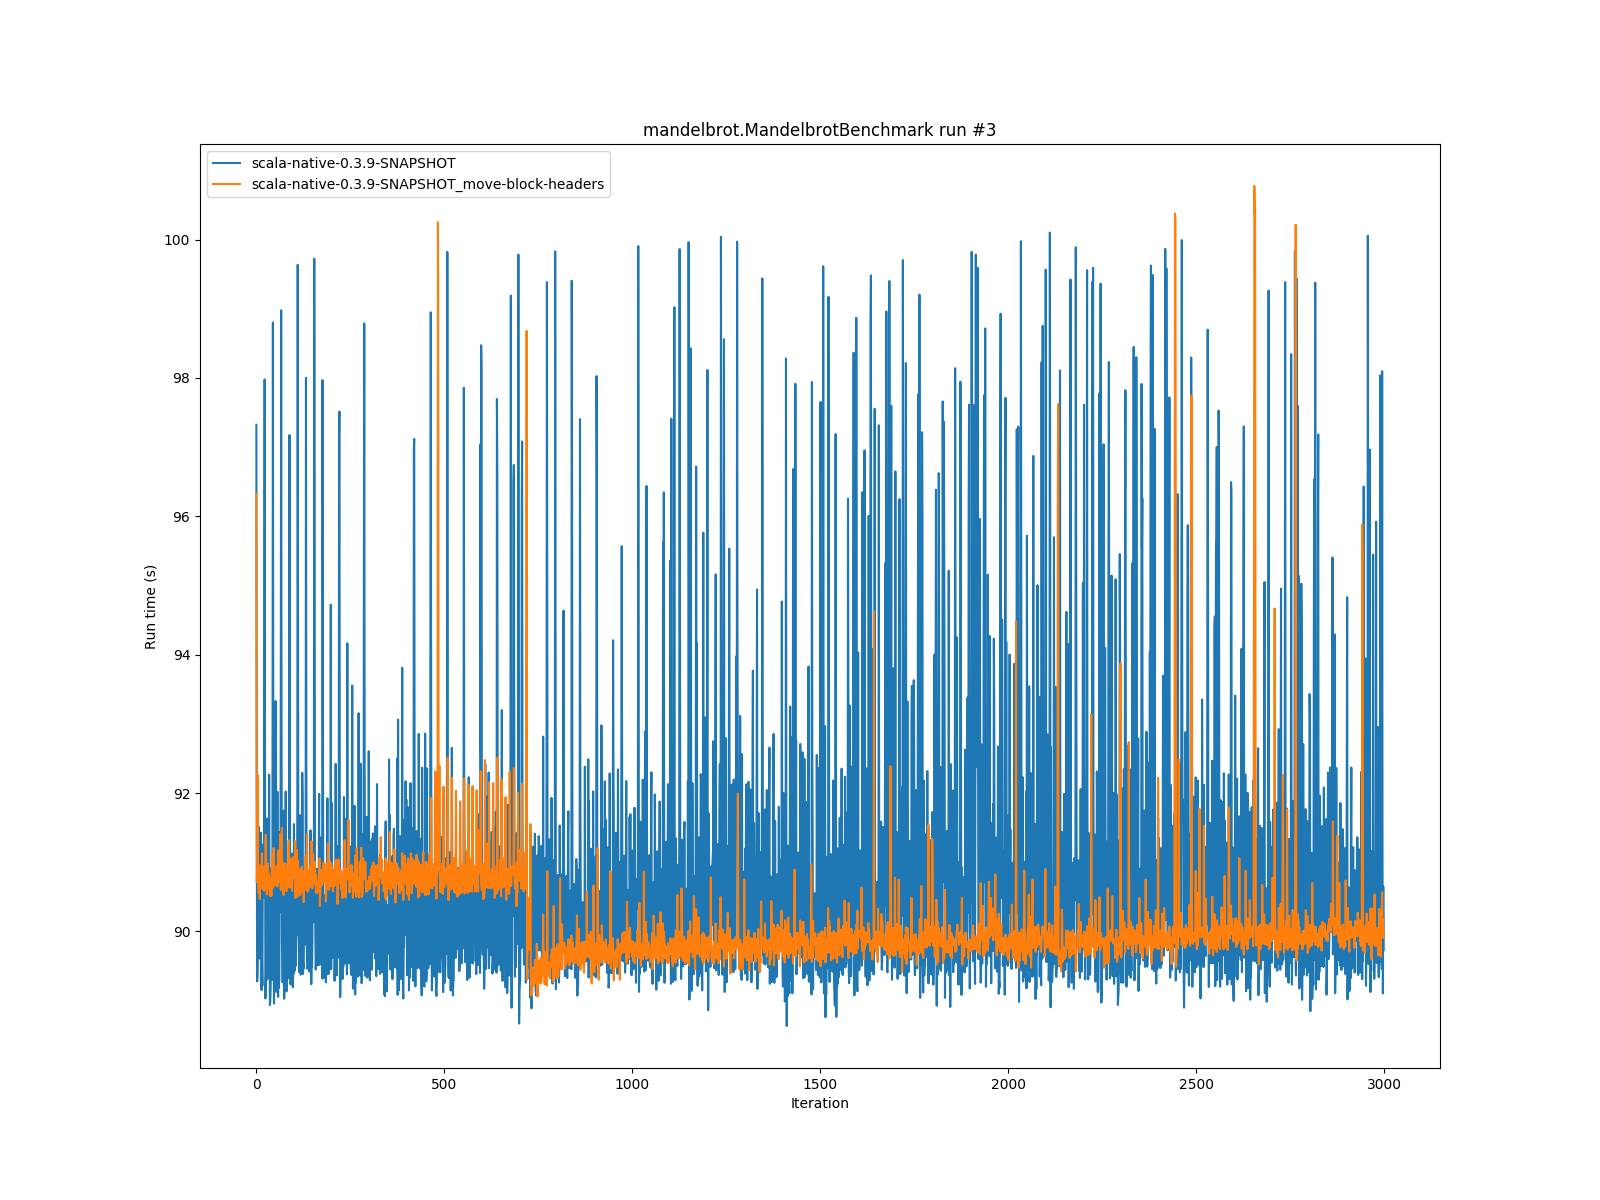 mandelbrot.MandelbrotBenchmark run #3
scala-native-0.3.9-SNAPSHOT
scala-native-0.3.9-SNAPSHOT_move-block-headers
Run time (s)
100
98
96
94
92
90
0 500 1000 1500 2000 2500 3000
Iteration